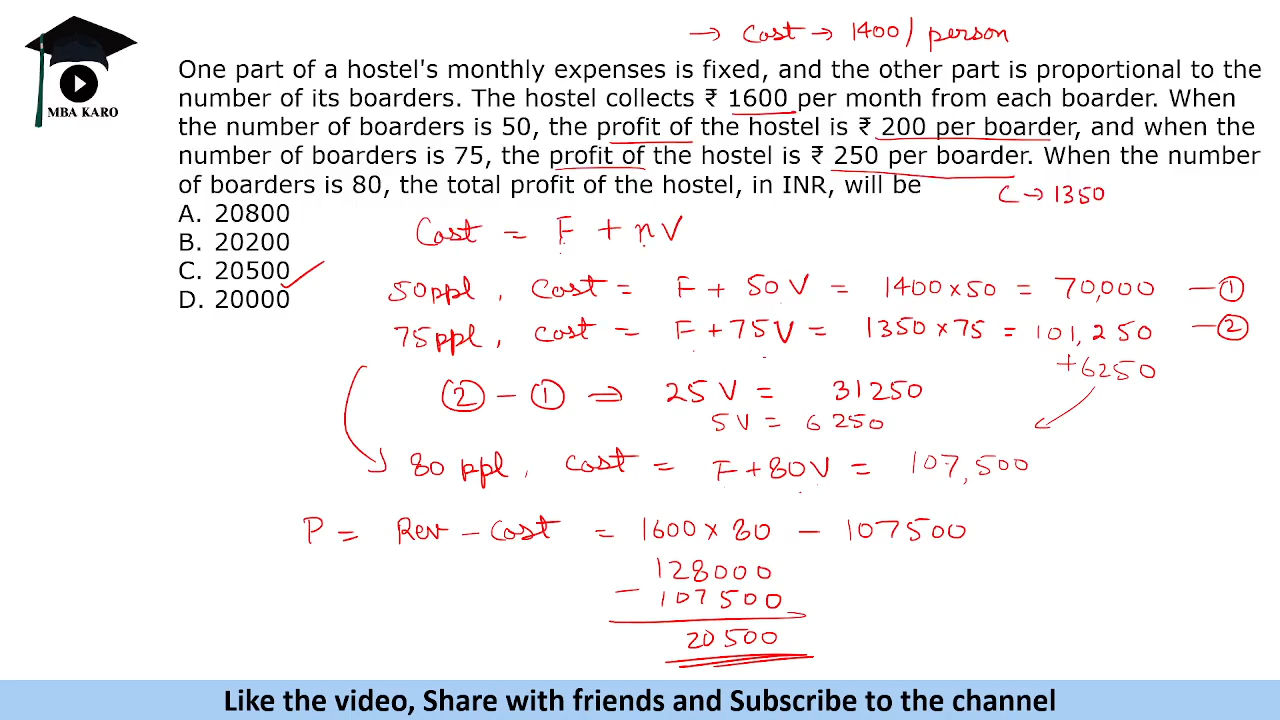 → Cost → 1400/person
MBA KARO
One part of a hostel's monthly expenses is fixed, and the other part is proportional to the
number of its boarders. The hostel collects ₹ 1600 per month from each boarder. When
the number of boarders is 50, the profit of the hostel is ₹ 200 per boarder, and when the
number of boarders is 75, the profit of the hostel is ₹ 250 per boarder. When the number
of boarders is 80, the total profit of the hostel, in INR, will be
C → 1350
A. 20800
B. 20200
C. 20500
D. 20000
Cost = F + nV
50ppl, Cost = F + 50V = 1400×50 = 70,000 — ①
75ppl, Cost = F + 75V = 1350×75 = 101,250 — ②
+6250
② – ① ⇒ 25V = 31250
5V = 6250
80 ppl, Cost = F + 80V = 107,500
P = Rev – Cost = 1600 × 80 – 107500
128000
– 107500
20500
Like the video, Share with friends and Subscribe to the channel